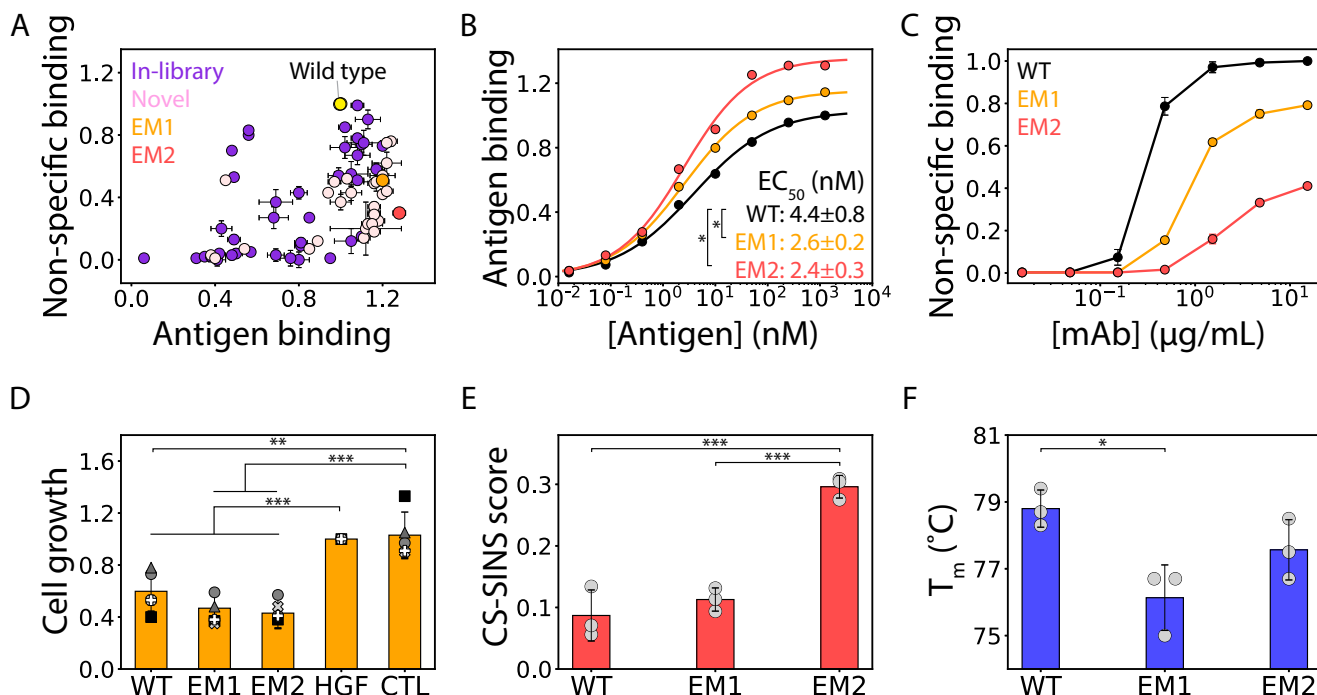 A
Non-specific binding
1.2
0.8
0.4
0.0
In-library
Novel
EM1
EM2
Wild type
0.0 0.4 0.8 1.2
Antigen binding
B
Antigen binding
1.2
0.8
0.4
0.0
EC50 (nM)
WT: 4.4±0.8
EM1: 2.6±0.2
EM2: 2.4±0.3
*
*
10-2 10-1 100 101 102 103 104
[Antigen] (nM)
C
Non-specific binding
1.0
0.8
0.6
0.4
0.2
0.0
WT
EM1
EM2
10-1 100 101
[mAb] (μg/mL)
D
Cell growth
1.6
1.2
0.8
0.4
0.0
**
***
***
WT EM1 EM2 HGF CTL
E
CS-SINS score
0.3
0.2
0.1
0.0
***
***
WT EM1 EM2
F
Tm (°C)
81
79
77
75
*
WT EM1 EM2